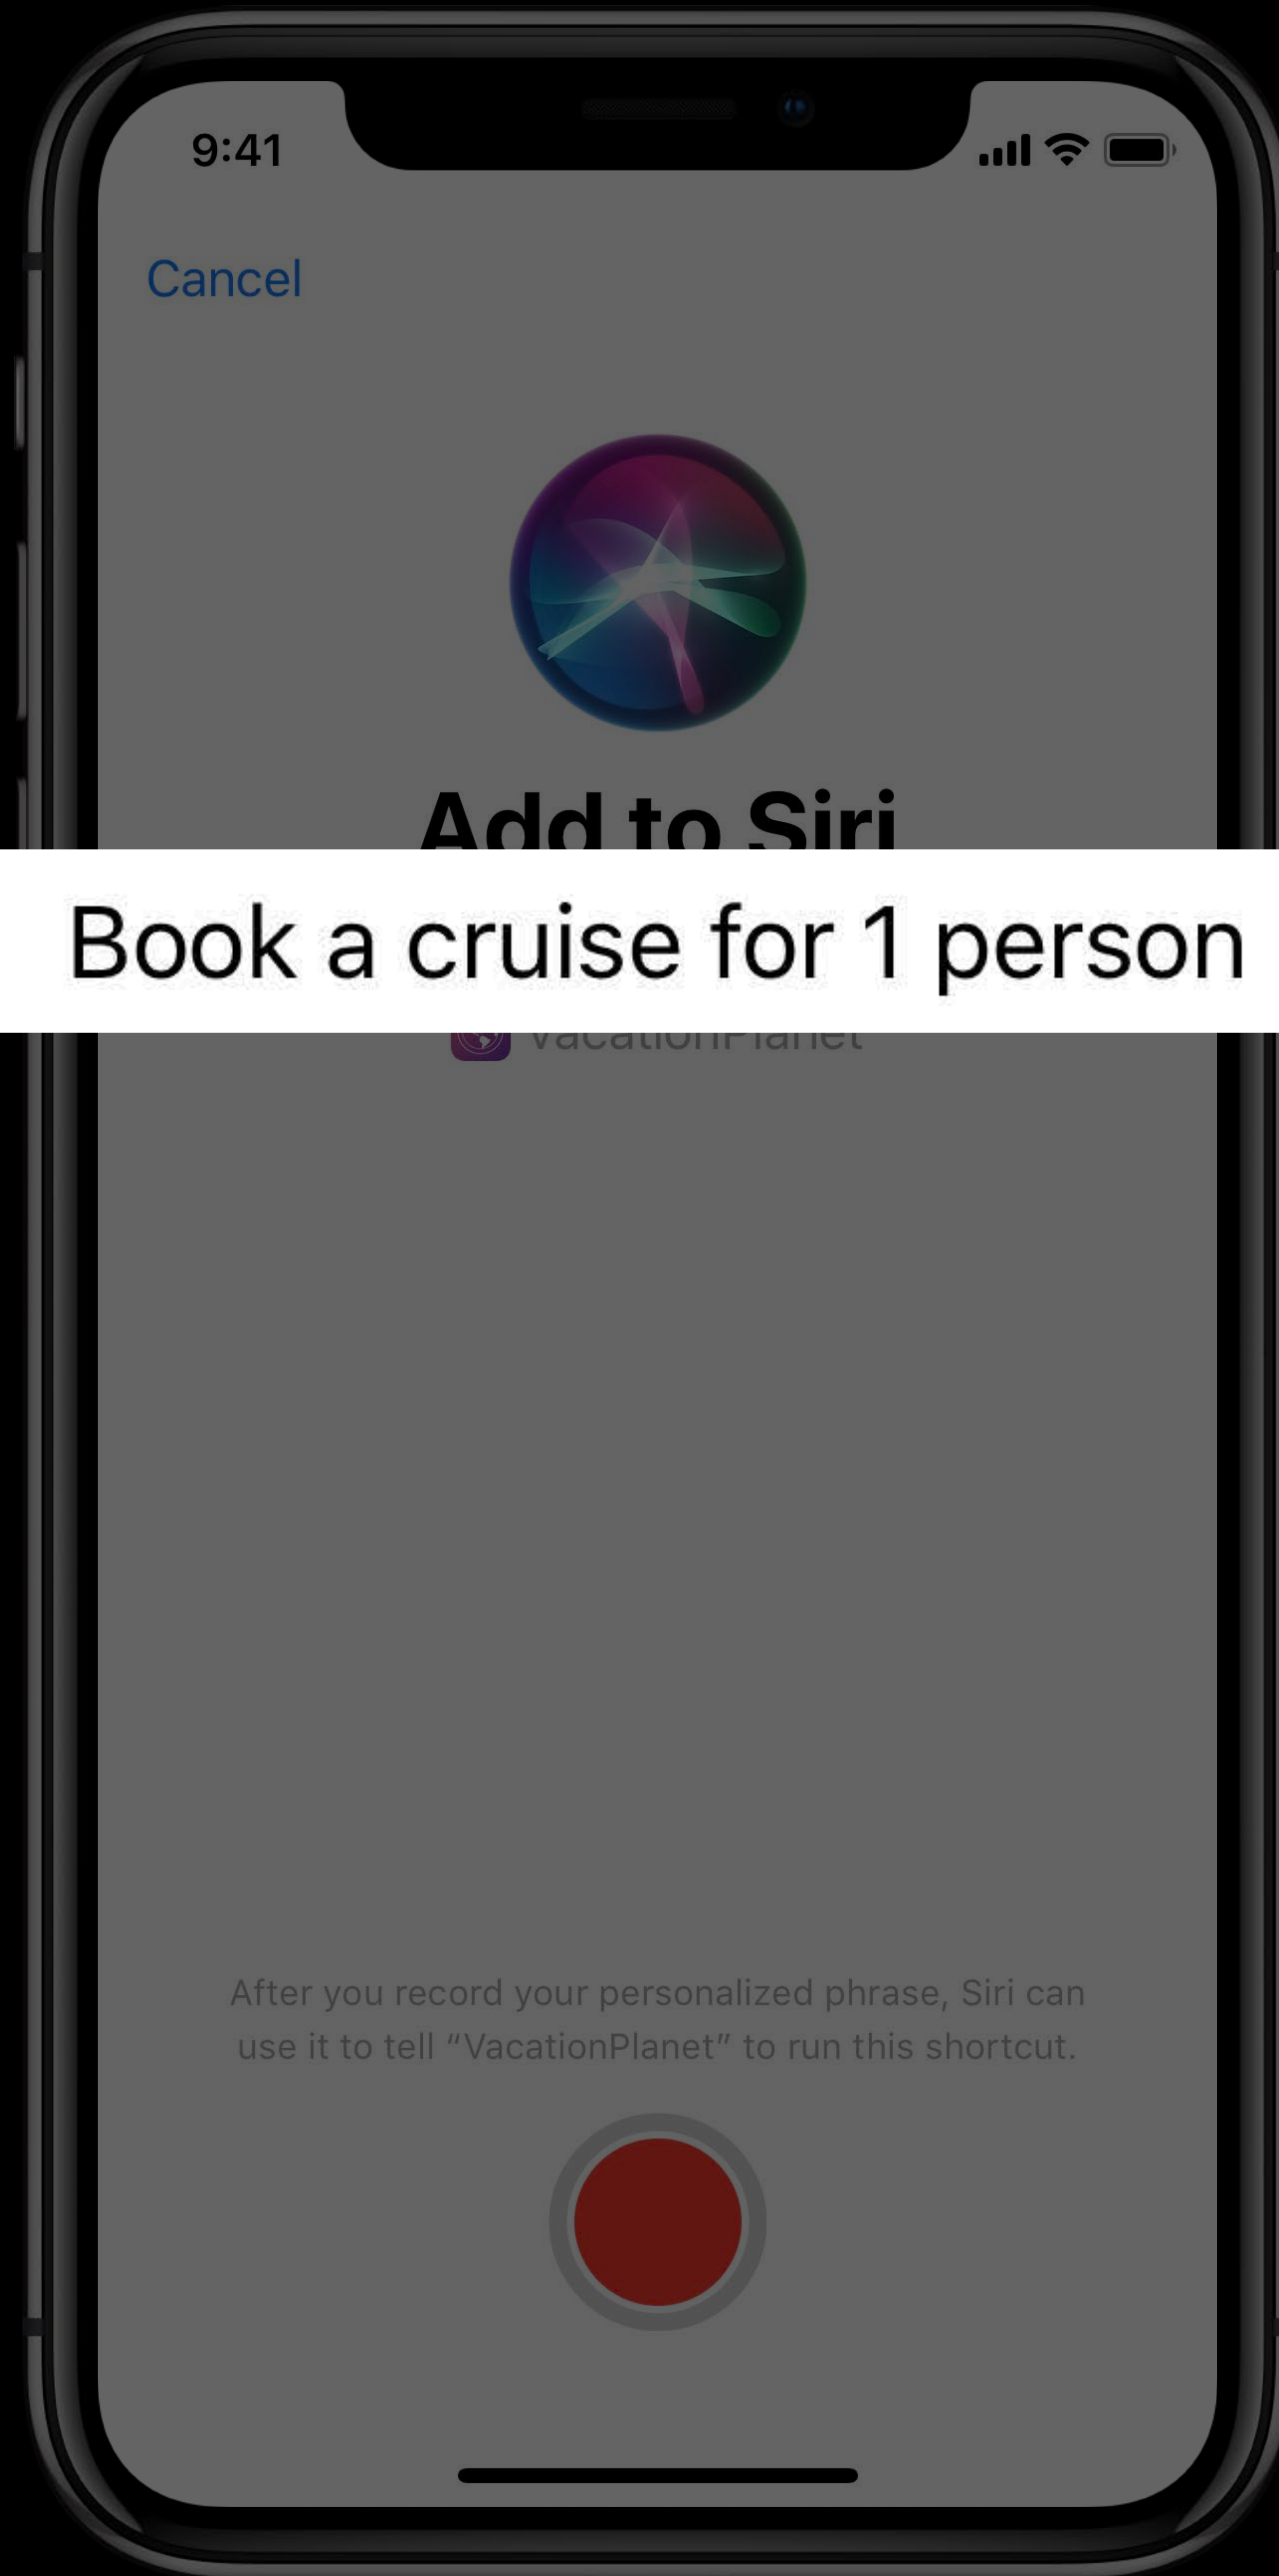 9:41
Cancel
Add to Siri
Book a cruise for 1 person
VacationPlanet
After you record your personalized phrase, Siri can
use it to tell “VacationPlanet” to run this shortcut.